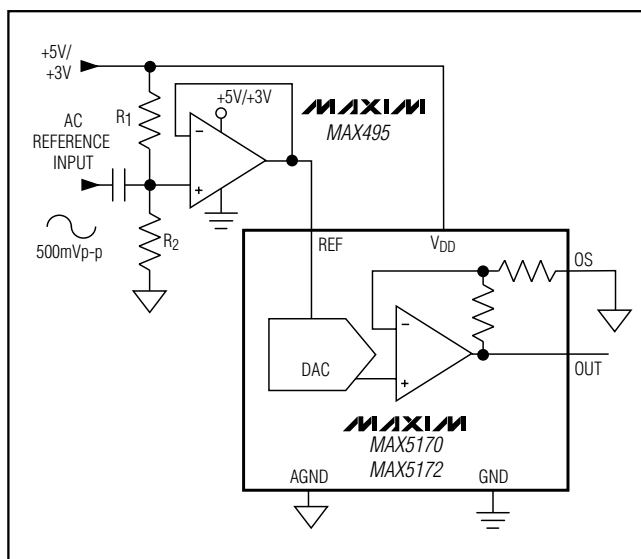 +5V/
+3V
+5V/+3V
MAXIM
MAX495
R1
AC
REFERENCE
INPUT
−
+
R2
500mVp-p
REF
VDD
OS
−
+
DAC
OUT
MAXIM
MAX5170
MAX5172
AGND
GND